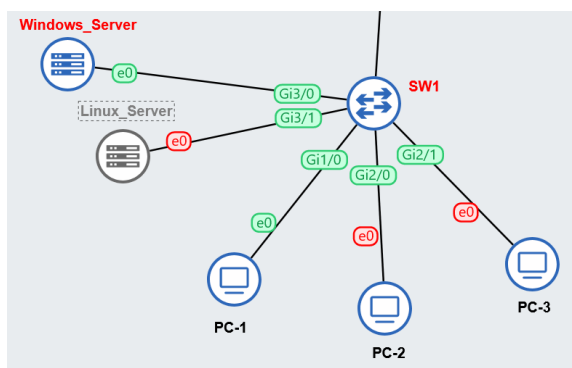 Windows_Server
e0
Gi3/0
SW1
Linux_Server
Gi3/1
e0
Gi1/0
Gi2/0
Gi2/1
e0
e0
e0
PC-1
PC-2
PC-3